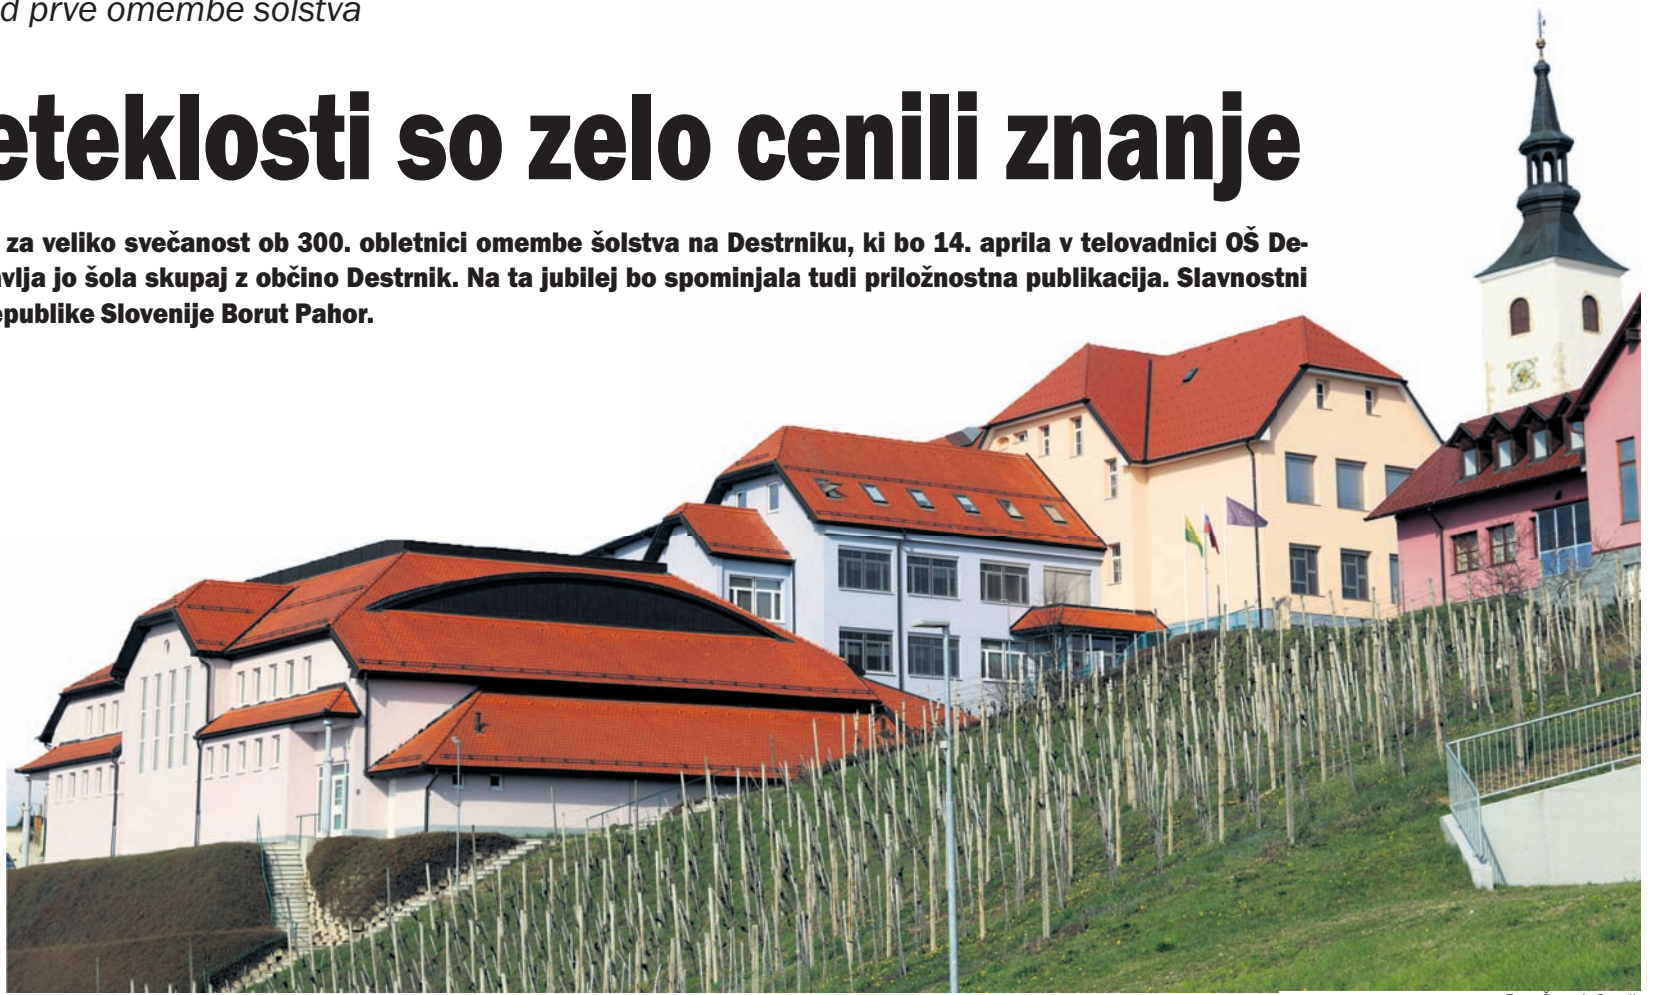 d prve omembe šolstva
eteklosti so zelo cenili znanje
za veliko svečanost ob 300. obletnici omembe šolstva na Destrniku, ki bo 14. aprila v telovadnici OŠ De-
avlja jo šola skupaj z občino Destrnik. Na ta jubilej bo spominjala tudi priložnostna publikacija. Slavnostni
epublike Slovenije Borut Pahor.